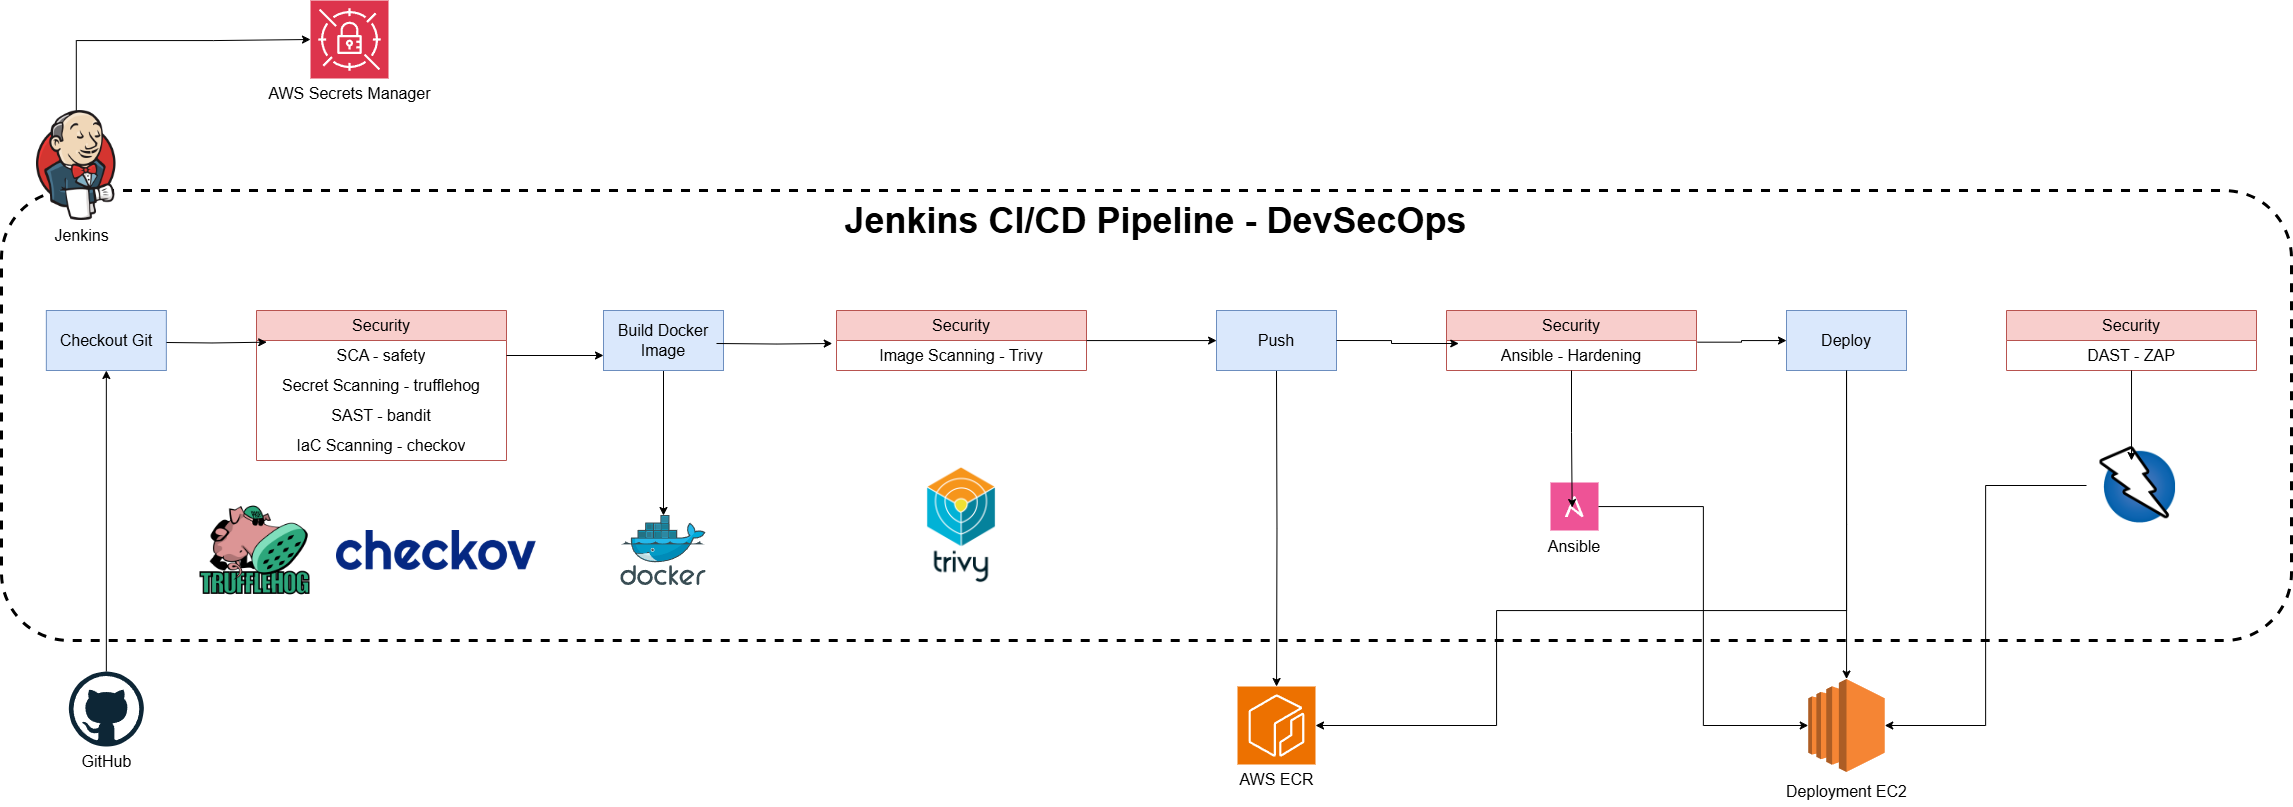 AWS Secrets Manager
Jenkins
Jenkins CI/CD Pipeline - DevSecOps
Checkout Git
Security
SCA - safety
Secret Scanning - trufflehog
SAST - bandit
IaC Scanning - checkov
Build Docker
Image
Security
Image Scanning - Trivy
Push
Security
Ansible - Hardening
Deploy
Security
DAST - ZAP
TRUFFLEHOG
checkov
docker
trivy
Ansible
GitHub
AWS ECR
Deployment EC2